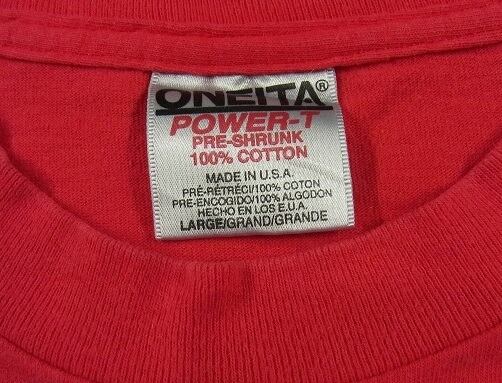 ONEITA®
POWER-T
PRE-SHRUNK
100% COTTON
MADE IN U.S.A.
PRÉ-RÉTRÉCI/100% COTON
PRE-ENCOGIDO/100% ALGODON
HECHO EN LOS E.U.A.
LARGE/GRAND/GRANDE